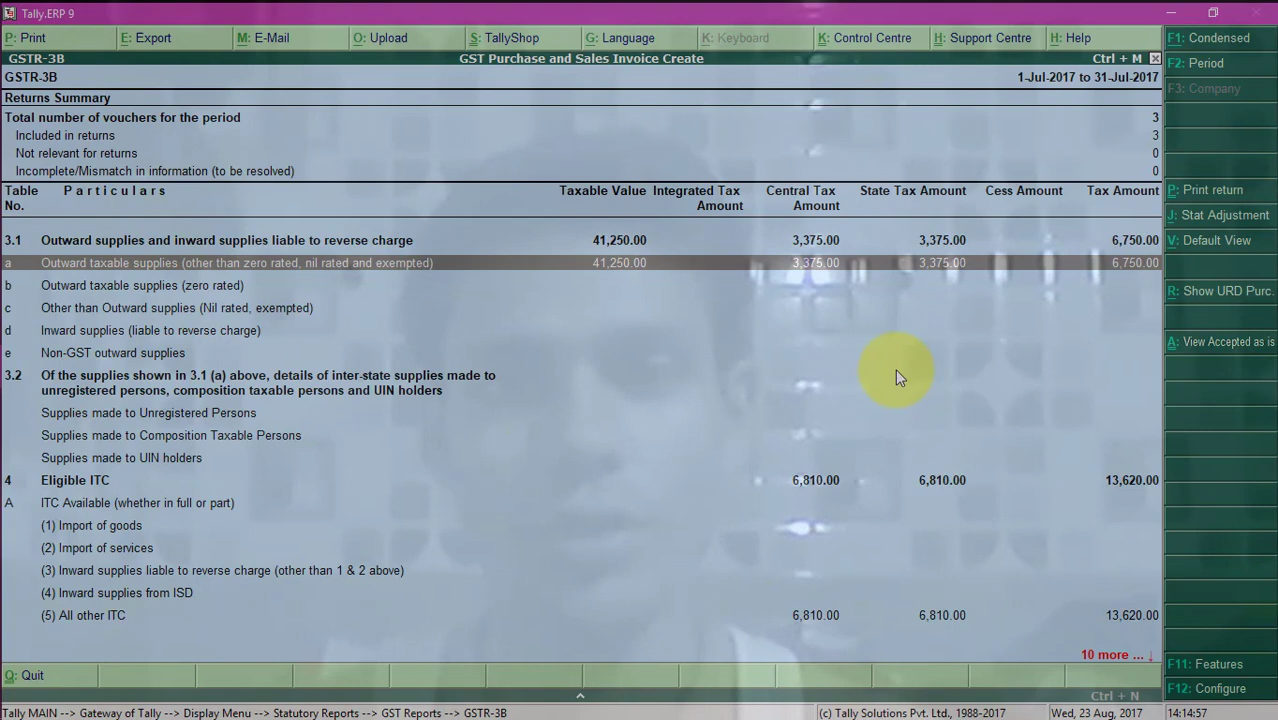 Tally.ERP 9
P: Print E: Export M: E-Mail O: Upload S: TallyShop G: Language K: Keyboard K: Control Centre H: Support Centre H: Help F1: Condensed
GSTR-3B GST Purchase and Sales Invoice Create Ctrl + M
F2: Period
GSTR-3B 1-Jul-2017 to 31-Jul-2017
F3: Company
Returns Summary
Total number of vouchers for the period 3
Included in returns 3
Not relevant for returns 0
Incomplete/Mismatch in information (to be resolved) 0
Table No. Particulars Taxable Value Integrated Tax Amount Central Tax Amount State Tax Amount Cess Amount Tax Amount
P: Print return
J: Stat Adjustment
3.1 Outward supplies and inward supplies liable to reverse charge 41,250.00 3,375.00 3,375.00 6,750.00
V: Default View
a Outward taxable supplies (other than zero rated, nil rated and exempted) 41,250.00 3,375.00 3,375.00 6,750.00
b Outward taxable supplies (zero rated)
R: Show URD Purc.
c Other than Outward supplies (Nil rated, exempted)
d Inward supplies (liable to reverse charge)
A: View Accepted as is
e Non-GST outward supplies
3.2 Of the supplies shown in 3.1 (a) above, details of inter-state supplies made to
unregistered persons, composition taxable persons and UIN holders
Supplies made to Unregistered Persons
Supplies made to Composition Taxable Persons
Supplies made to UIN holders
4 Eligible ITC 6,810.00 6,810.00 13,620.00
A ITC Available (whether in full or part)
(1) Import of goods
(2) Import of services
(3) Inward supplies liable to reverse charge (other than 1 & 2 above)
(4) Inward supplies from ISD
(5) All other ITC 6,810.00 6,810.00 13,620.00
10 more ... ↓
F11: Features
Q: Quit
F12: Configure
Ctrl + N
Tally MAIN --> Gateway of Tally --> Display Menu --> Statutory Reports --> GST Reports --> GSTR-3B (c) Tally Solutions Pvt. Ltd., 1988-2017 Wed, 23 Aug, 2017 14:14:57